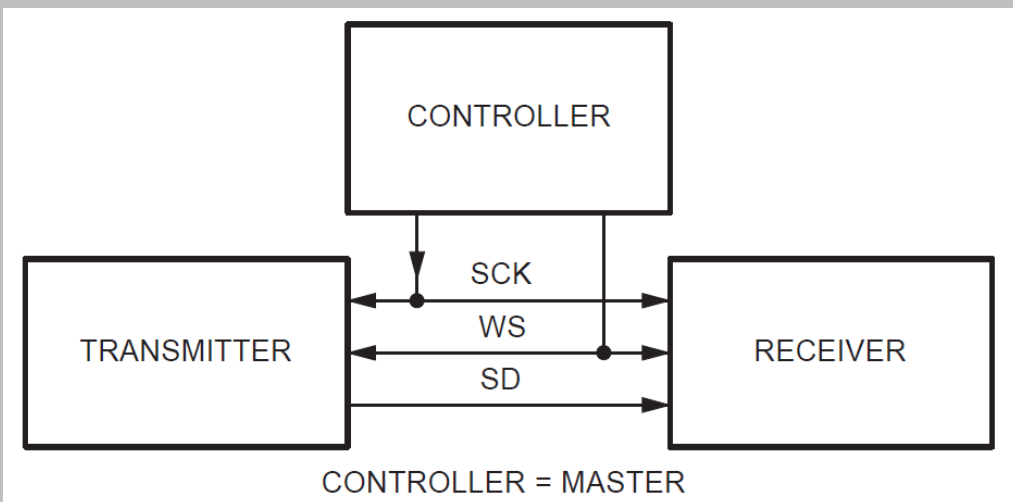 CONTROLLER
SCK
WS
TRANSMITTER
RECEIVER
SD
CONTROLLER = MASTER